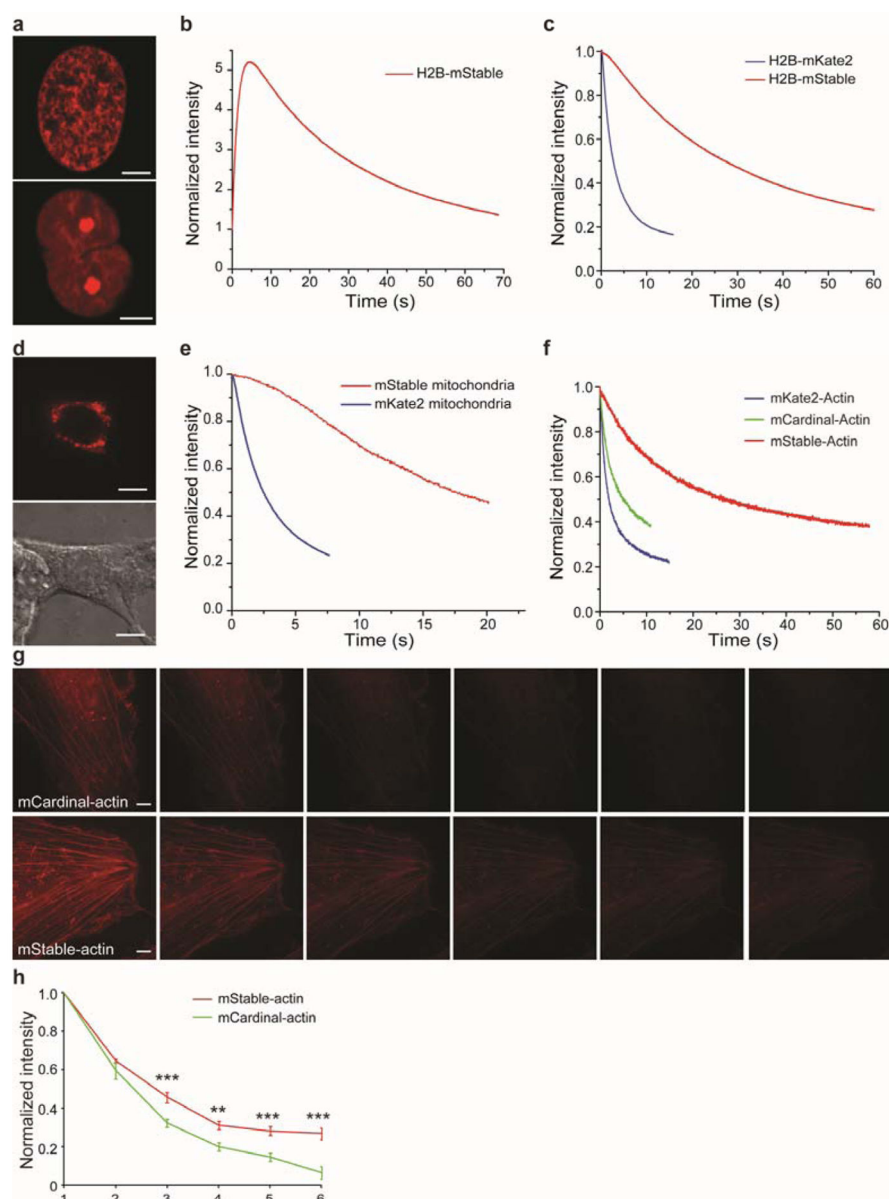 a
b
Normalized intensity
5
4
3
2
1
0
H2B-mStable
0 10 20 30 40 50 60 70
Time (s)
c
Normalized intensity
1.0
0.8
0.6
0.4
0.2
0.0
H2B-mKate2
H2B-mStable
0 10 20 30 40 50 60
Time (s)
d
e
Normalized intensity
1.0
0.8
0.6
0.4
0.2
0.0
mStable mitochondria
mKate2 mitochondria
0 5 10 15 20
Time (s)
f
Normalized intensity
1.0
0.8
0.6
0.4
0.2
0.0
mKate2-Actin
mCardinal-Actin
mStable-Actin
0 10 20 30 40 50 60
Time (s)
g
mCardinal-actin
mStable-actin
h
Normalized intensity
1.0
0.8
0.6
0.4
0.2
0.0
mStable-actin
mCardinal-actin
*** ** *** ***
1 2 3 4 5 6